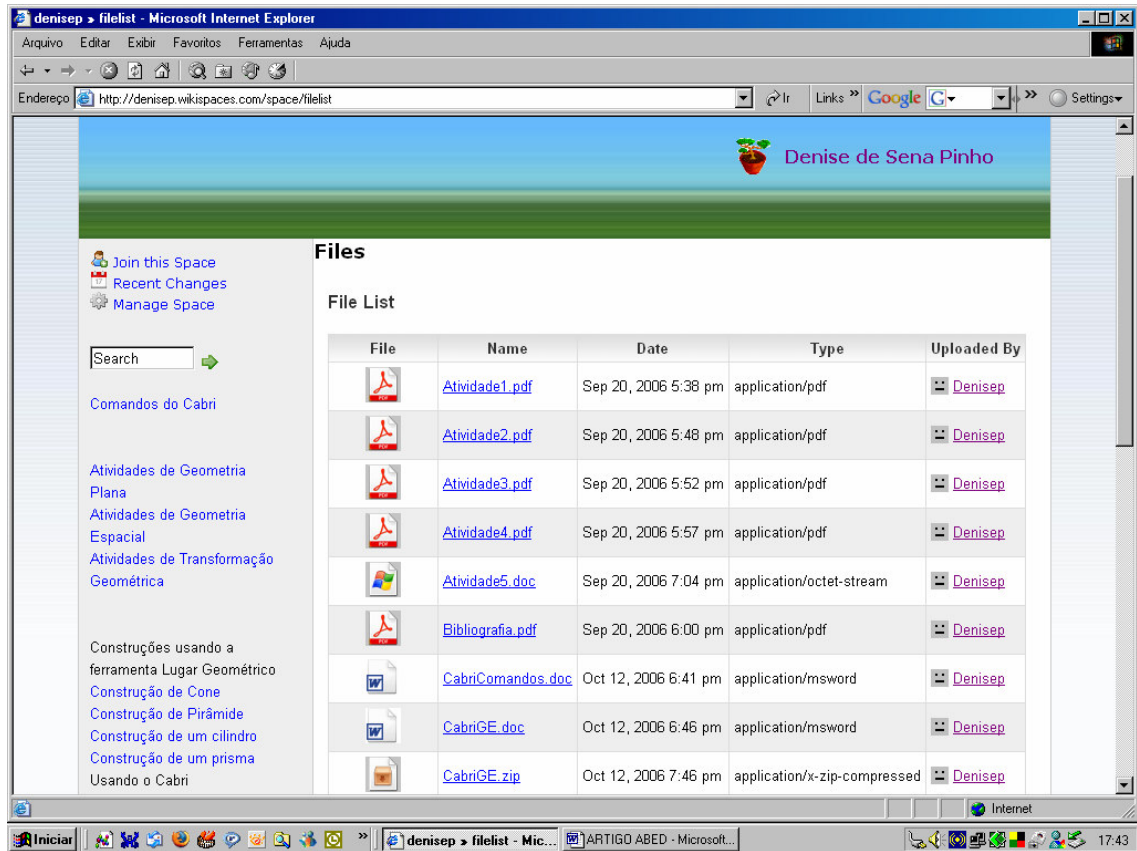 denisep » filelist - Microsoft Internet Explorer
Arquivo Editar Exibir Favoritos Ferramentas Ajuda
Endereço http://denisep.wikispaces.com/space/filelist Ir Links » Google G » Settings
Denise de Sena Pinho
Join this Space
Recent Changes
Manage Space
Search
Comandos do Cabri
Atividades de Geometria
Plana
Atividades de Geometria
Espacial
Atividades de Transformação
Geométrica
Construções usando a
ferramenta Lugar Geométrico
Construção de Cone
Construção de Pirâmide
Construção de um cilindro
Construção de um prisma
Usando o Cabri
Files
File List
File Name Date Type Uploaded By
PDF Atividade1.pdf Sep 20, 2006 5:38 pm application/pdf Denisep
PDF Atividade2.pdf Sep 20, 2006 5:48 pm application/pdf Denisep
PDF Atividade3.pdf Sep 20, 2006 5:52 pm application/pdf Denisep
PDF Atividade4.pdf Sep 20, 2006 5:57 pm application/pdf Denisep
Atividade5.doc Sep 20, 2006 7:04 pm application/octet-stream Denisep
PDF Bibliografia.pdf Sep 20, 2006 6:00 pm application/pdf Denisep
W CabriComandos.doc Oct 12, 2006 6:41 pm application/msword Denisep
W CabriGE.doc Oct 12, 2006 6:46 pm application/msword Denisep
CabriGE.zip Oct 12, 2006 7:46 pm application/x-zip-compressed Denisep
Internet
Iniciar » denisep » filelist - Mic... ARTIGO ABED - Microsoft... 17:43